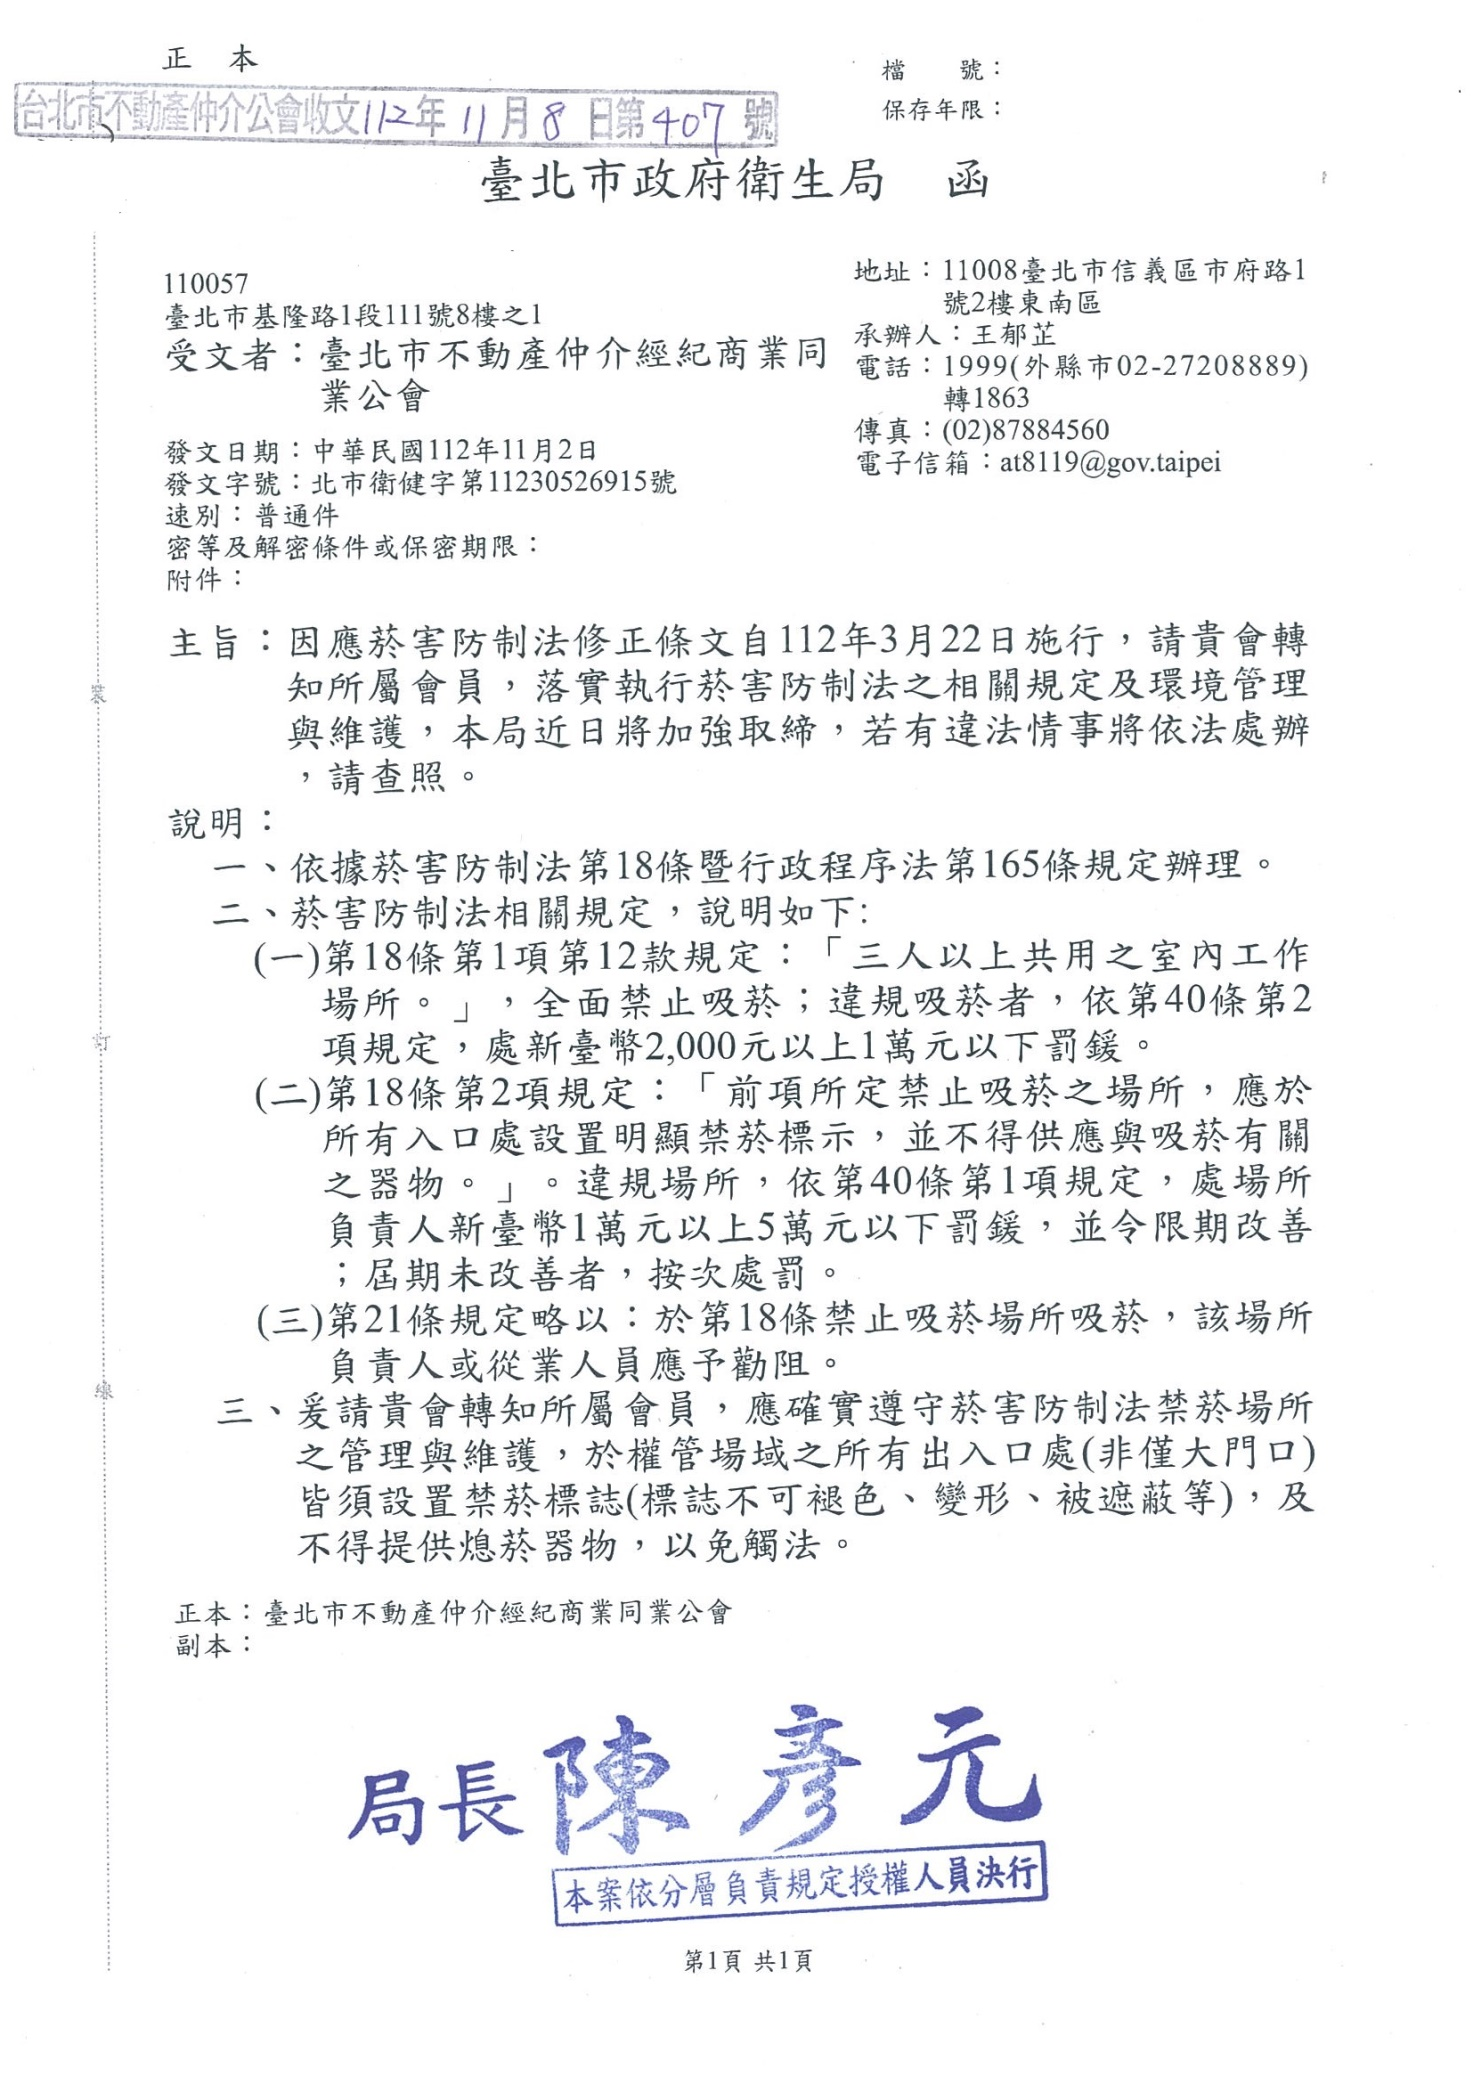 正 本
檔 號：
保存年限：
台北市不動產仲介公會收文112年11月8日第407號
臺北市政府衛生局 函
地址：11008臺北市信義區市府路1
號2樓東南區
承辦人：王郁芷
電話：1999(外縣市02-27208889)
轉1863
傳真：(02)87884560
電子信箱：at8119@gov.taipei
110057
臺北市基隆路1段111號8樓之1
受文者：臺北市不動產仲介經紀商業同
業公會
發文日期：中華民國112年11月2日
發文字號：北市衛健字第11230526915號
速別：普通件
密等及解密條件或保密期限：
附件：
主旨：因應菸害防制法修正條文自112年3月22日施行，請貴會轉
知所屬會員，落實執行菸害防制法之相關規定及環境管理
與維護，本局近日將加強取締，若有違法情事將依法處辦
，請查照。
說明：
一、依據菸害防制法第18條暨行政程序法第165條規定辦理。
二、菸害防制法相關規定，說明如下:
(一)第18條第1項第12款規定：「三人以上共用之室內工作
場所。」，全面禁止吸菸；違規吸菸者，依第40條第2
項規定，處新臺幣2,000元以上1萬元以下罰鍰。
(二)第18條第2項規定：「前項所定禁止吸菸之場所，應於
所有入口處設置明顯禁菸標示，並不得供應與吸菸有關
之器物。」。違規場所，依第40條第1項規定，處場所
負責人新臺幣1萬元以上5萬元以下罰鍰，並令限期改善
；屆期未改善者，按次處罰。
(三)第21條規定略以：於第18條禁止吸菸場所吸菸，該場所
負責人或從業人員應予勸阻。
三、爰請貴會轉知所屬會員，應確實遵守菸害防制法禁菸場所
之管理與維護，於權管場域之所有出入口處(非僅大門口)
皆須設置禁菸標誌(標誌不可褪色、變形、被遮蔽等)，及
不得提供熄菸器物，以免觸法。
正本：臺北市不動產仲介經紀商業同業公會
副本：
裝
訂
線
局長陳彥元
本案依分層負責規定授權人員決行
第1頁 共1頁